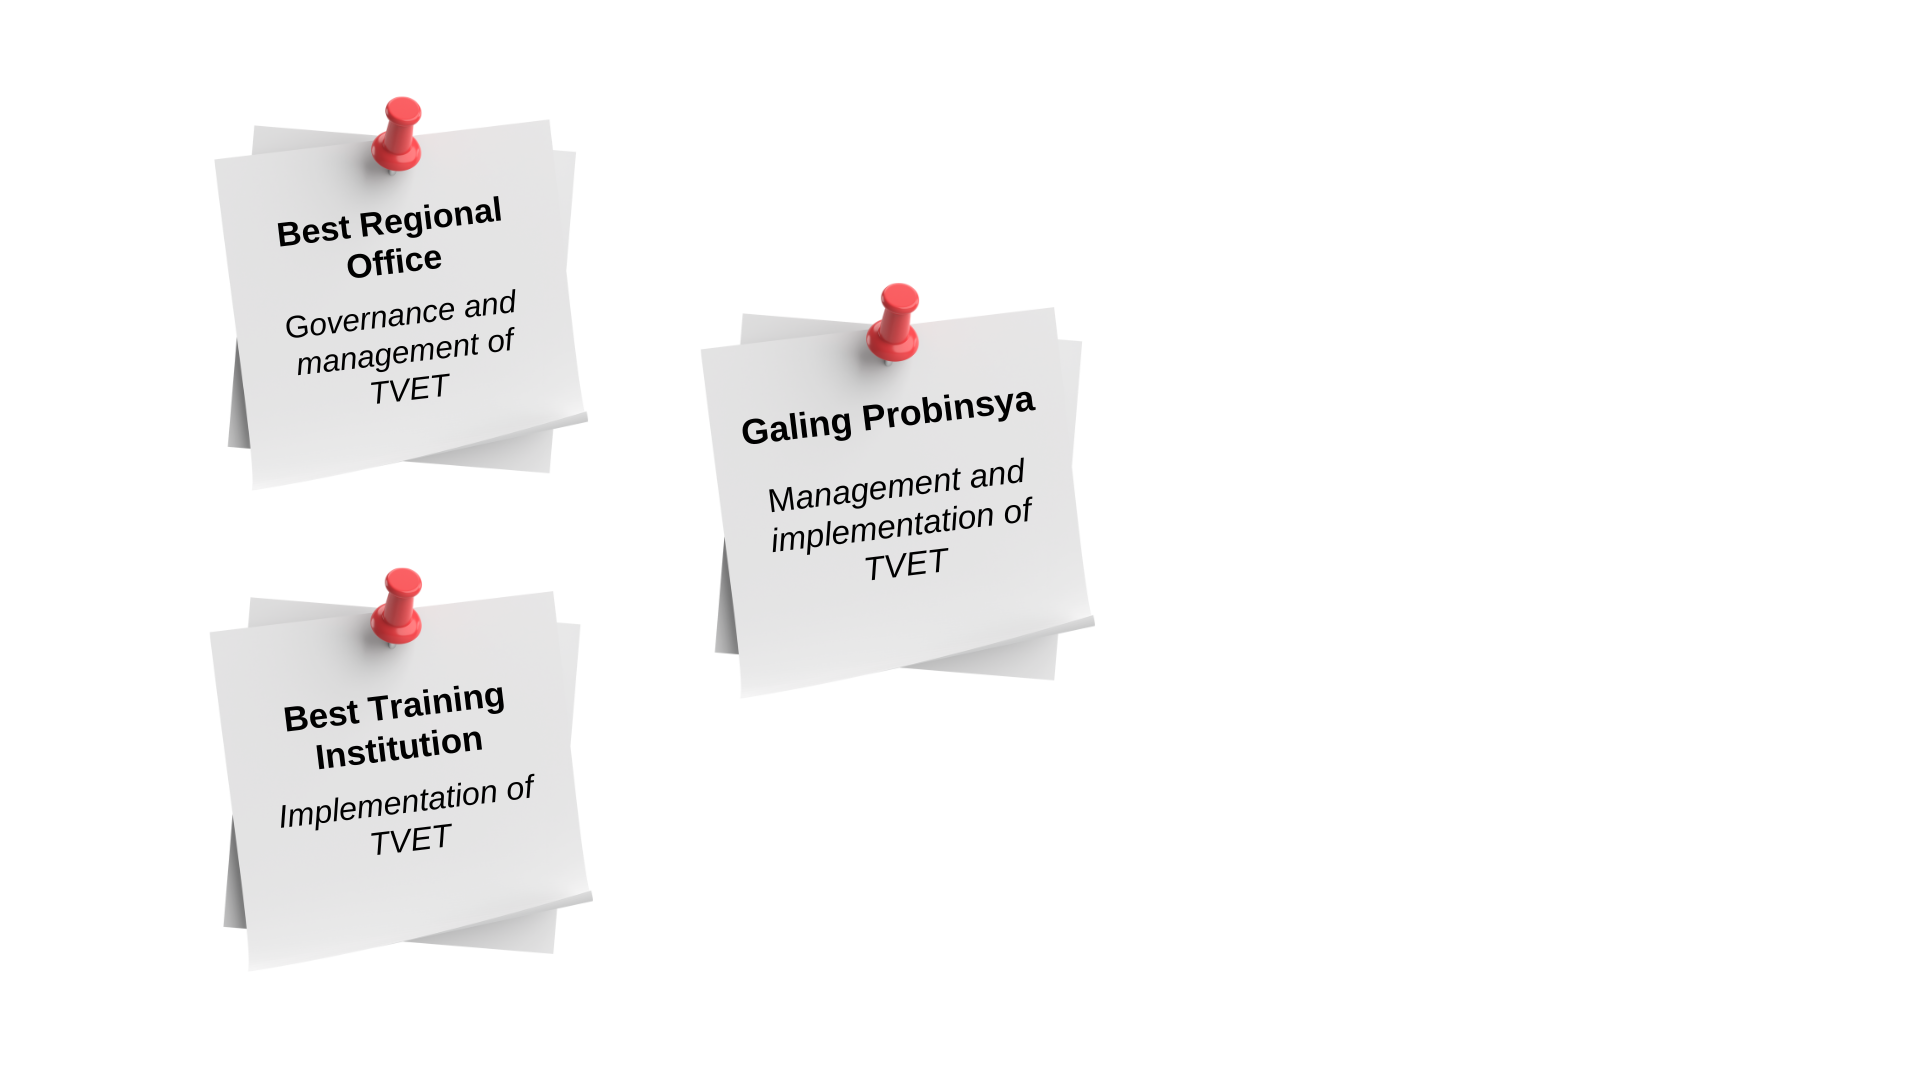 Best Regional
Office
Governance and
management of
TVET
Galing Probinsya
Management and
implementation of
TVET
Best Training
Institution
Implementation of
TVET